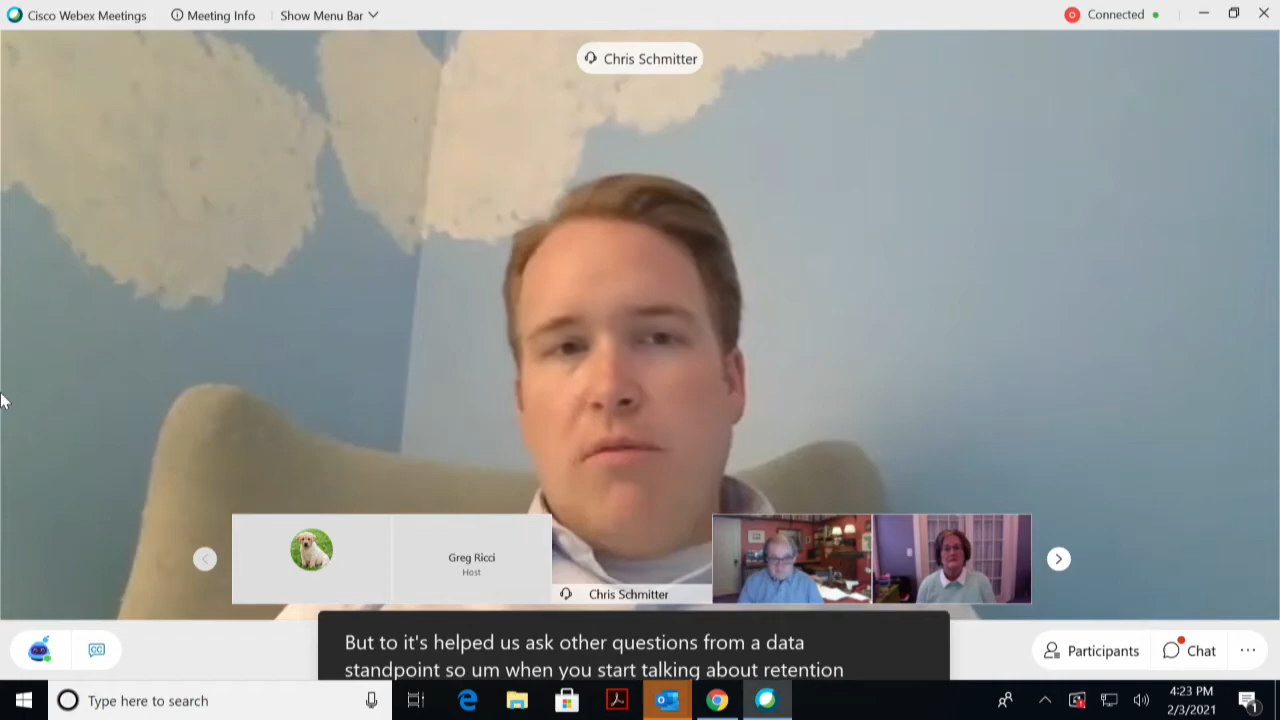 Cisco Webex Meetings
Meeting Info
Show Menu Bar
Connected
Chris Schmitter
Greg Ricci
Host
Chris Schmitter
But to it's helped us ask other questions from a data
standpoint so um when you start talking about retention
CC
Participants
Chat
Type here to search
4:23 PM
2/3/2021
1